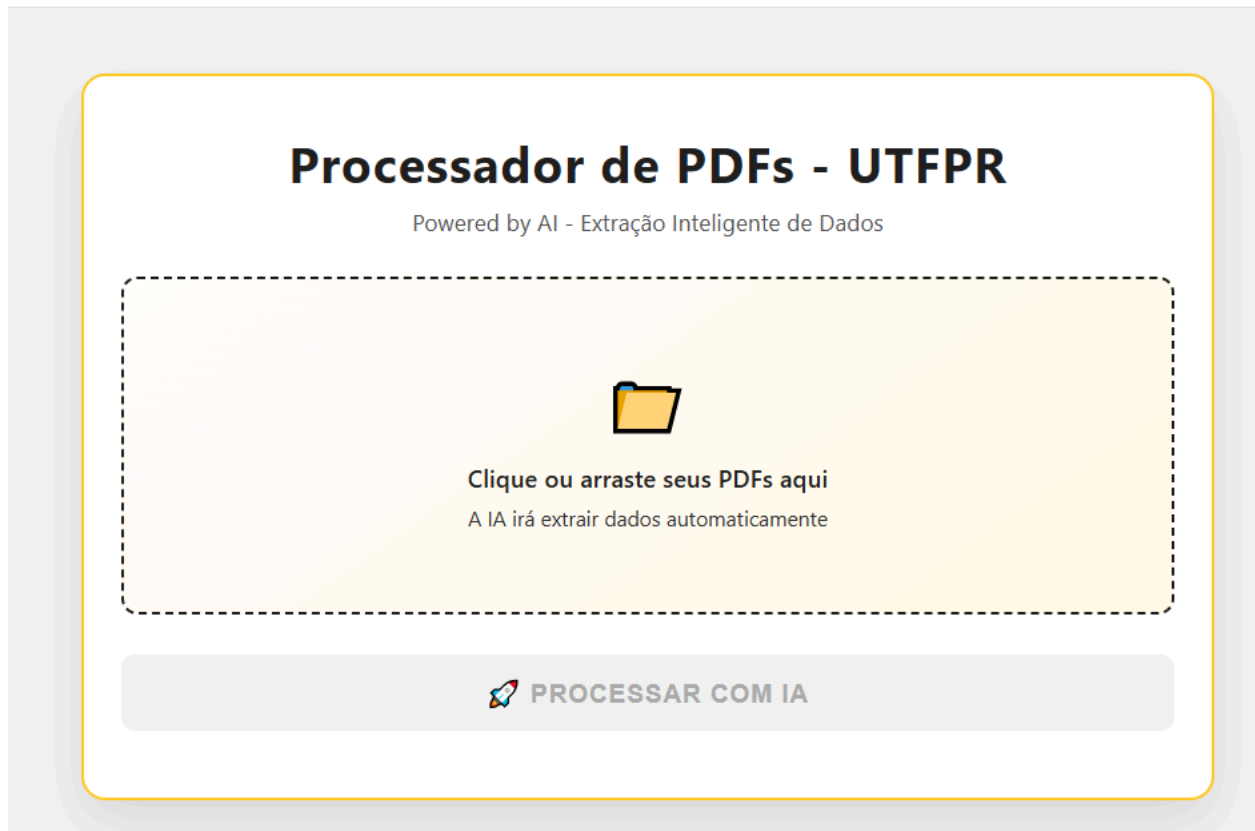 Processador de PDFs - UTFPR
Powered by AI - Extração Inteligente de Dados
Clique ou arraste seus PDFs aqui
A IA irá extrair dados automaticamente
🚀 PROCESSAR COM IA